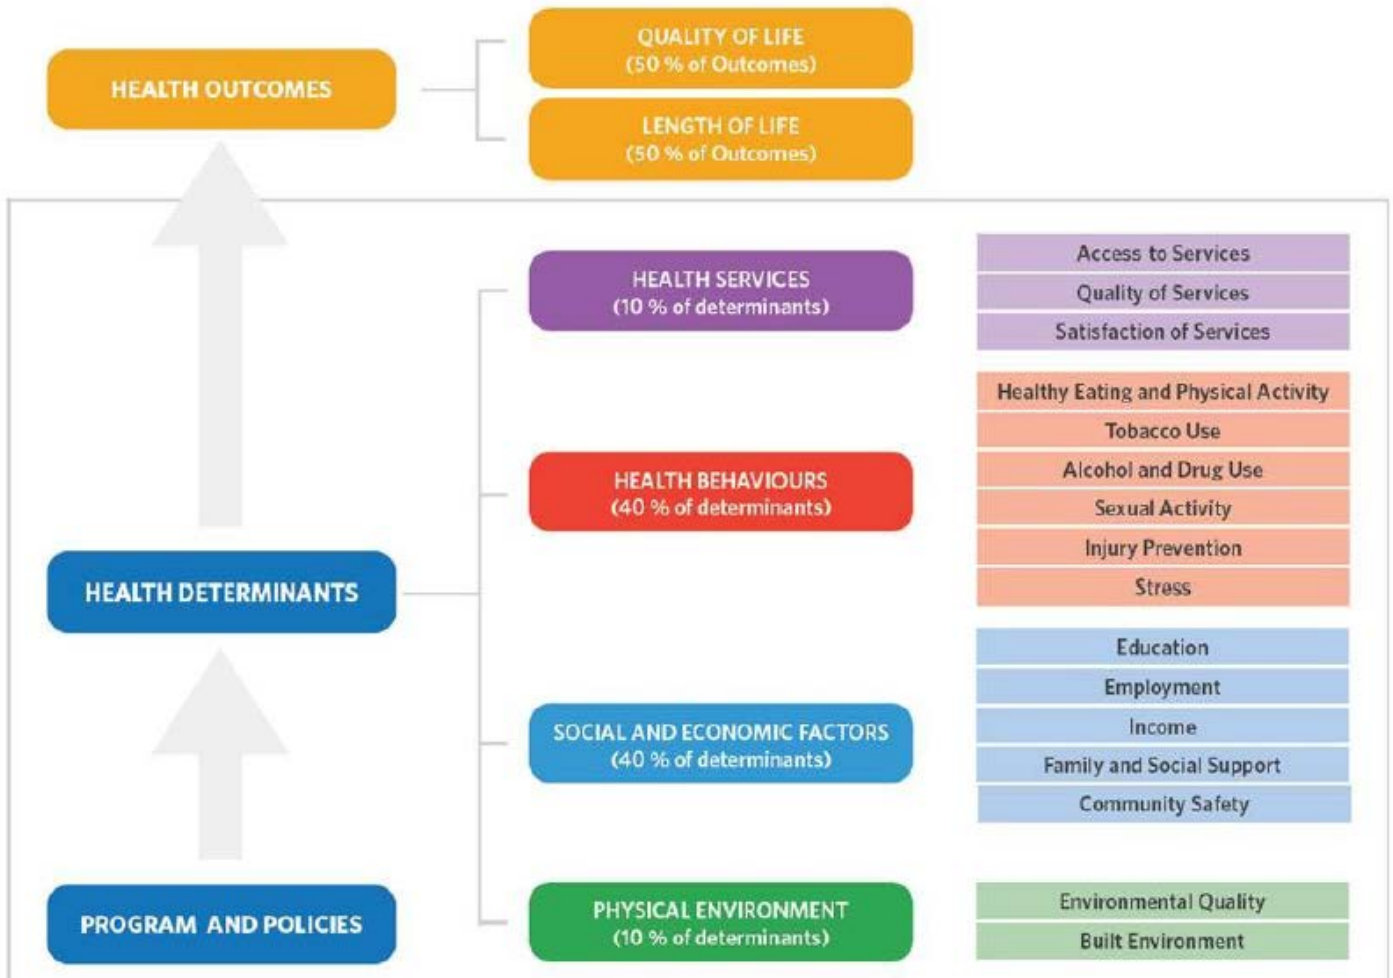 HEALTH OUTCOMES
QUALITY OF LIFE
(50 % of Outcomes)
LENGTH OF LIFE
(50 % of Outcomes)
HEALTH DETERMINANTS
HEALTH SERVICES
(10 % of determinants)
Access to Services
Quality of Services
Satisfaction of Services
HEALTH BEHAVIOURS
(40 % of determinants)
Healthy Eating and Physical Activity
Tobacco Use
Alcohol and Drug Use
Sexual Activity
Injury Prevention
Stress
SOCIAL AND ECONOMIC FACTORS
(40 % of determinants)
Education
Employment
Income
Family and Social Support
Community Safety
PHYSICAL ENVIRONMENT
(10 % of determinants)
Environmental Quality
Built Environment
PROGRAM AND POLICIES